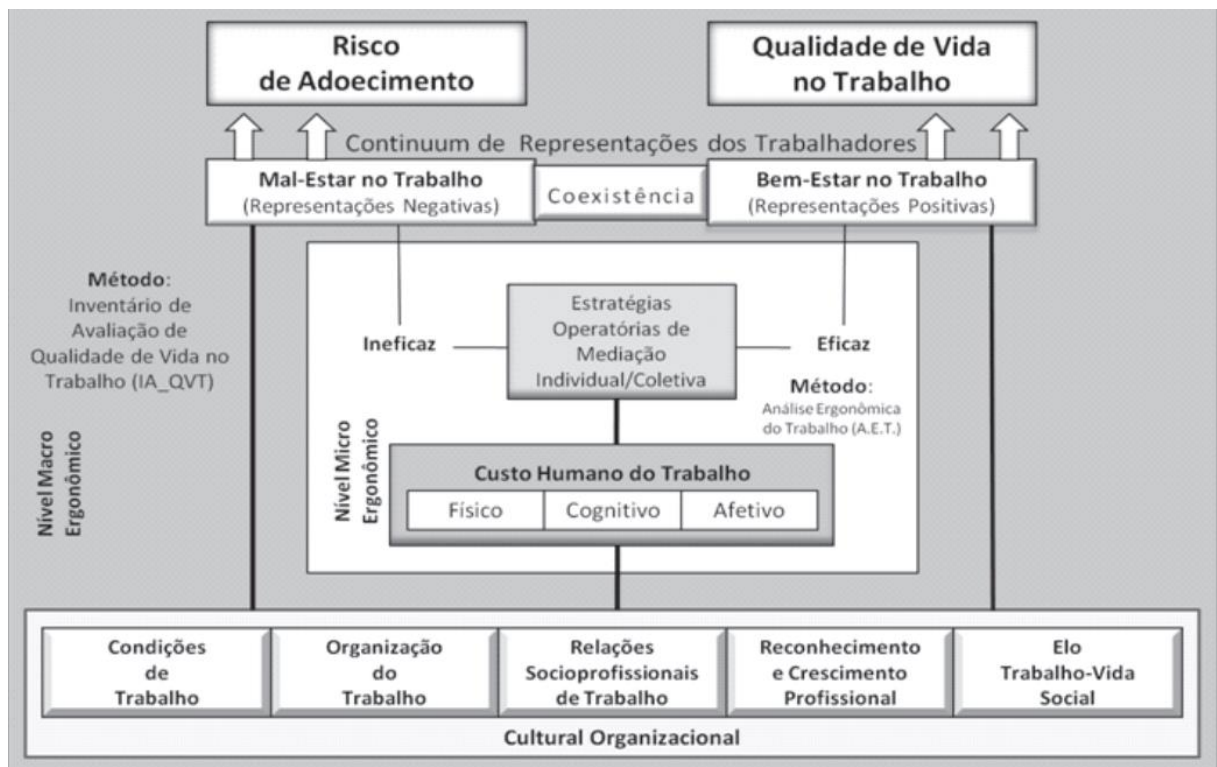 Risco
de Adoecimento
Qualidade de Vida
no Trabalho
Continuum de Representações dos Trabalhadores
Mal-Estar no Trabalho
(Representações Negativas)
Coexistência
Bem-Estar no Trabalho
(Representações Positivas)
Método:
Inventário de
Avaliação de
Qualidade de Vida no
Trabalho (IA_QVT)
Nível Macro
Ergonômico
Ineficaz
Estratégias
Operatórias de
Mediação
Individual/Coletiva
Eficaz
Método:
Análise Ergonômica
do Trabalho (A.E.T.)
Nível Micro
Ergonômico
Custo Humano do Trabalho
Físico
Cognitivo
Afetivo
Condições
de
Trabalho
Organização
do
Trabalho
Relações
Socioprofissionais
de Trabalho
Reconhecimento
e Crescimento
Profissional
Elo
Trabalho-Vida
Social
Cultural Organizacional